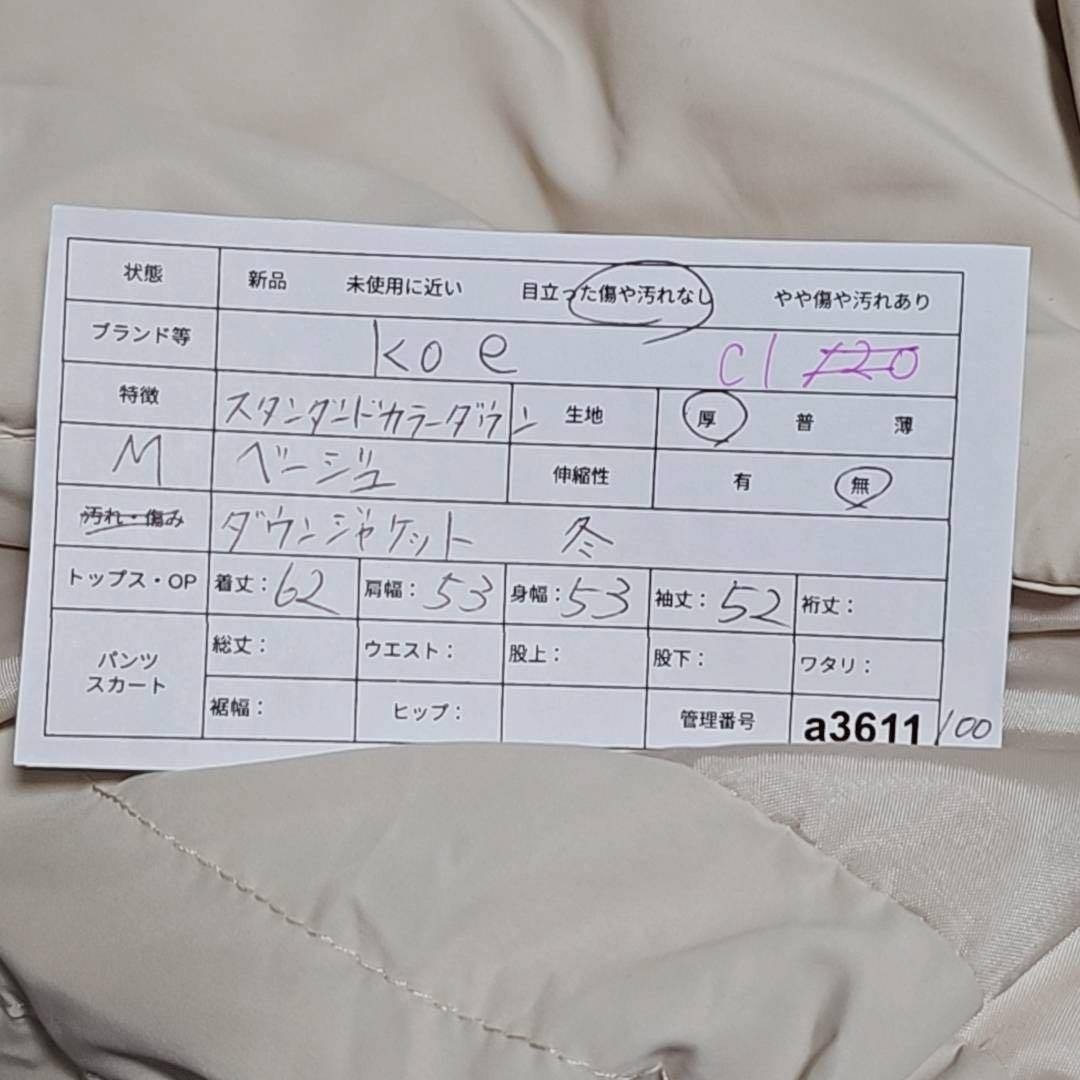 状態 新品 未使用に近い 目立った傷や汚れなし やや傷や汚れあり
ブランド等 koe cl 120
特徴 スタンダードカラーダウン 生地 厚 普 薄
M ベージュ 伸縮性 有 無
汚れ・傷み ダウンジャケット 冬
トップス・OP 着丈:62 肩幅:53 身幅:53 袖丈:52 裄丈:
パンツ スカート 総丈: ウエスト: 股上: 股下: ワタリ:
裾幅: ヒップ: 管理番号 a3611/100